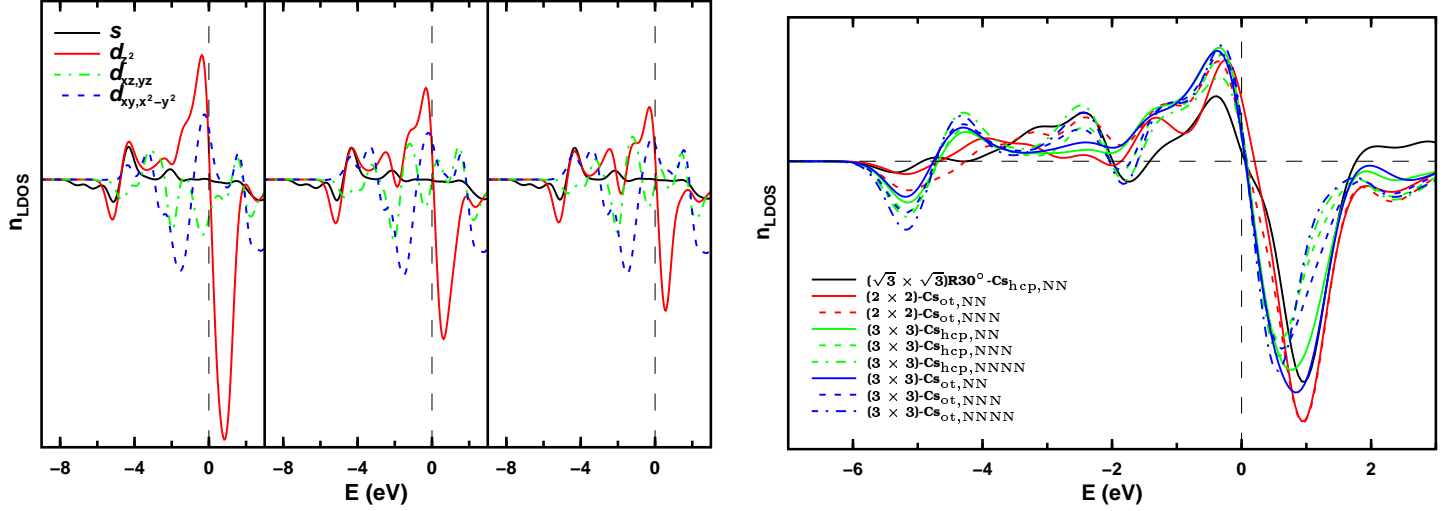 n_LDOS
s
d_z²
d_xz,yz
d_xy,x²−y²
−8 −4 0 −8 −4 0 −8 −4 0
E (eV)
n_LDOS
(√3 × √3)R30° -Cs_hcp,NN
(2 × 2)-Cs_ot,NN
(2 × 2)-Cs_ot,NNN
(3 × 3)-Cs_hcp,NN
(3 × 3)-Cs_hcp,NNN
(3 × 3)-Cs_hcp,NNNN
(3 × 3)-Cs_ot,NN
(3 × 3)-Cs_ot,NNN
(3 × 3)-Cs_ot,NNNN
−6 −4 −2 0 2
E (eV)